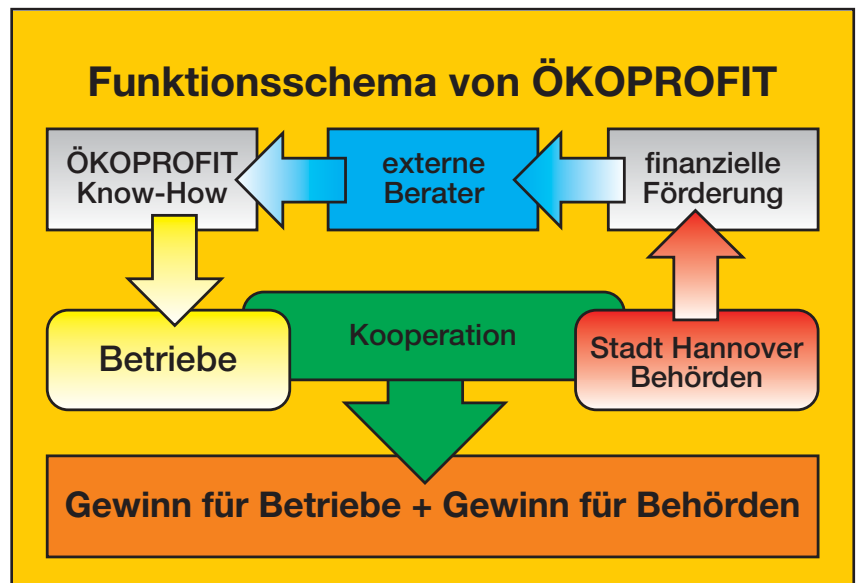 Funktionsschema von ÖKOPROFIT
ÖKOPROFIT
Know-How
externe
Berater
finanzielle
Förderung
Betriebe
Kooperation
Stadt Hannover
Behörden
Gewinn für Betriebe + Gewinn für Behörden